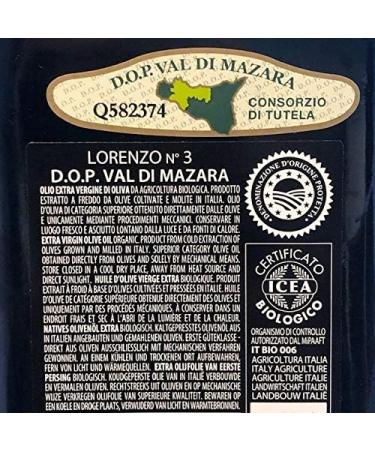 D.O.P. VAL DI MAZARA
Q582374
CONSORZIO
DI TUTELA
LORENZO N° 3
D.O.P. VAL DI MAZARA
OLIO EXTRA VERGINE DI OLIVA DA AGRICOLTURA BIOLOGICA. PRODOTTO
ESTRATTO A FREDDO DA OLIVE COLTIVATE E MOLITE IN ITALIA. OLIO
D'OLIVA DI CATEGORIA SUPERIORE OTTENUTO DIRETTAMENTE DALLE OLIVE
E UNICAMENTE MEDIANTE PROCEDIMENTI MECCANICI. CONSERVARE IN
LUOGO FRESCO E ASCIUTTO LONTANO DALLA LUCE E DA FONTI DI CALORE.
EXTRA VIRGIN OLIVE OIL ORGANIC. PRODUCT FROM COLD EXTRACTION OF
OLIVES GROWN AND MILLED IN ITALY. SUPERIOR CATEGORY OLIVE OIL
OBTAINED DIRECTLY FROM OLIVES AND SOLELY BY MECHANICAL MEANS.
STORE CLOSED IN A COOL DRY PLACE, AWAY FROM HEAT SOURCE AND
DIRECT SUNLIGHT. HUILE D'OLIVE VIERGE EXTRA BIOLOGIQUE. PRODUIT
EXTRAIT À FROID À BASE D'OLIVES CULTIVÉES ET PRESSÉES EN ITALIE. HUILE
D'OLIVE DE CATÉGORIE SUPÉRIEURE OBTENUE DIRECTEMENT DES OLIVES ET
UNIQUEMENT PAR DES PROCÉDÉS MÉCANIQUES, À CONSERVER DANS UN
ENDROIT FRAIS ET SEC À L'ABRI DE LA LUMIÈRE ET DE LA CHALEUR.
NATIVES OLIVENÖL EXTRA BIOLOGISCH. KALTGEPRESSTES OLIVENÖL AUS
IN ITALIEN ANGEBAUTEN UND GEMAHLENEN OLIVEN. ERSTE GÜTEKLASSE-
DIREKT AUS OLIVEN AUSSCHLIESSLICH MIT MECHANISCHEN VERFAHREN
GEWONNEN. AN EINEM KÜHLEN UND TROCKENEN ORT AUFBEWAHREN,
FERN VON LICHT UND WÄRMEQUELLEN. EXTRA OLIJFOLIE VAN EERSTE
PERSING BIOLOGISCH. KOUDGEPERSTE OLIE VAN IN ITALIË VERBOUWDE
EN VERMALEN OLIJVEN. RECHTSTREEKS UIT OLIJVEN EN OP MECHANISCHE
WIJZE VERKREGEN OLIJFOLIE VAN SUPERIEURE KWALITEIT. BEWAREN OP
EEN KOELE EN DROGE PLAATS, VERWIJDERD VAN LICHT EN WARMTEBRONNEN.
DENOMINAZIONE D'ORIGINE PROTETTA
CERTIFICATO
ICEA
BIOLOGICO
ORGANISMO DI CONTROLLO
AUTORIZZATO DAL MIPAAFT
IT BIO 006
AGRICOLTURA ITALIA
ITALY AGRICULTURE
AGRICULTURE ITALIE
LANDWIRTSCHAFT ITALIEN
LANDBOUW ITALIË